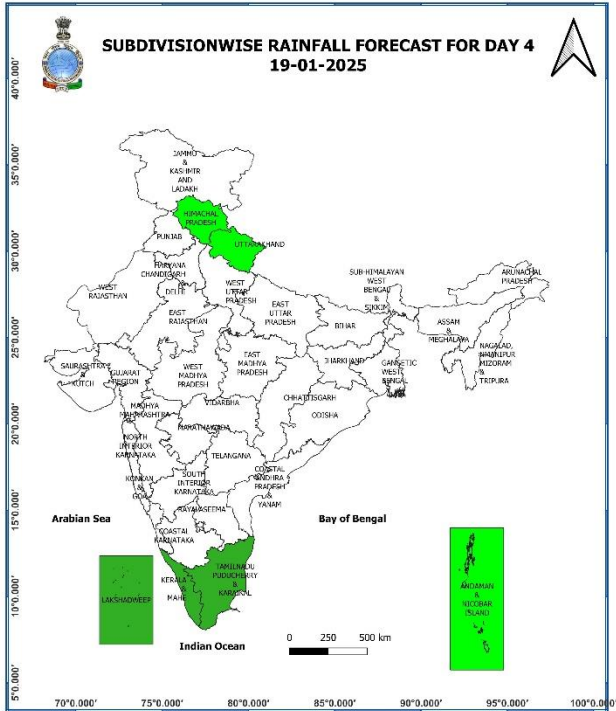 SUBDIVISIONWISE RAINFALL FORECAST FOR DAY 4
19-01-2025
40°0.000'
35°0.000'
30°0.000'
25°0.000'
20°0.000'
15°0.000'
10°0.000'
5°0.000'
JAMMU
&
KASHMIR
AND
LADAKH
HIMACHAL
PRADESH
PUNJAB
UTTARAKHAND
HARYANA
CHANDIGARH
DELHI
WEST
RAJASTHAN
WEST
UTTAR
PRADESH
EAST
UTTAR
PRADESH
EAST
RAJASTHAN
SUB-HIMALAYAN
WEST
BENGAL
&
SIKKIM
ARUNACHAL
PRADESH
ASSAM
&
MEGHALAYA
NAGALAD,
MANIPUR
MIZORAM
&
TRIPURA
BIHAR
JHARKHAND
GANGETIC
WEST
BENGAL
SAURASHTRA
&
KUTCH
GUJARAT
REGION
WEST
MADHYA
PRADESH
EAST
MADHYA
PRADESH
CHHATTISGARH
ODISHA
MADHYA
MAHARASHTRA
VIDARBHA
MARATHAWADA
NORTH
INTERIOR
KARNATAKA
TELANGANA
KONKAN
&
GOA
SOUTH
INTERIOR
KARNATAKA
COASTAL
ANDHRA
PRADESH
&
YANAM
RAYALASEEMA
COASTAL
KARNATAKA
Arabian Sea
Bay of Bengal
LAKSHADWEEP
KERALA
&
MAHE
TAMILNADU
PUDUCHERRY
&
KARAIKAL
ANDAMAN
&
NICOBAR
ISLAND
Indian Ocean
0 250 500 km
70°0.000' 75°0.000' 80°0.000' 85°0.000' 90°0.000' 95°0.000' 100°0.000'